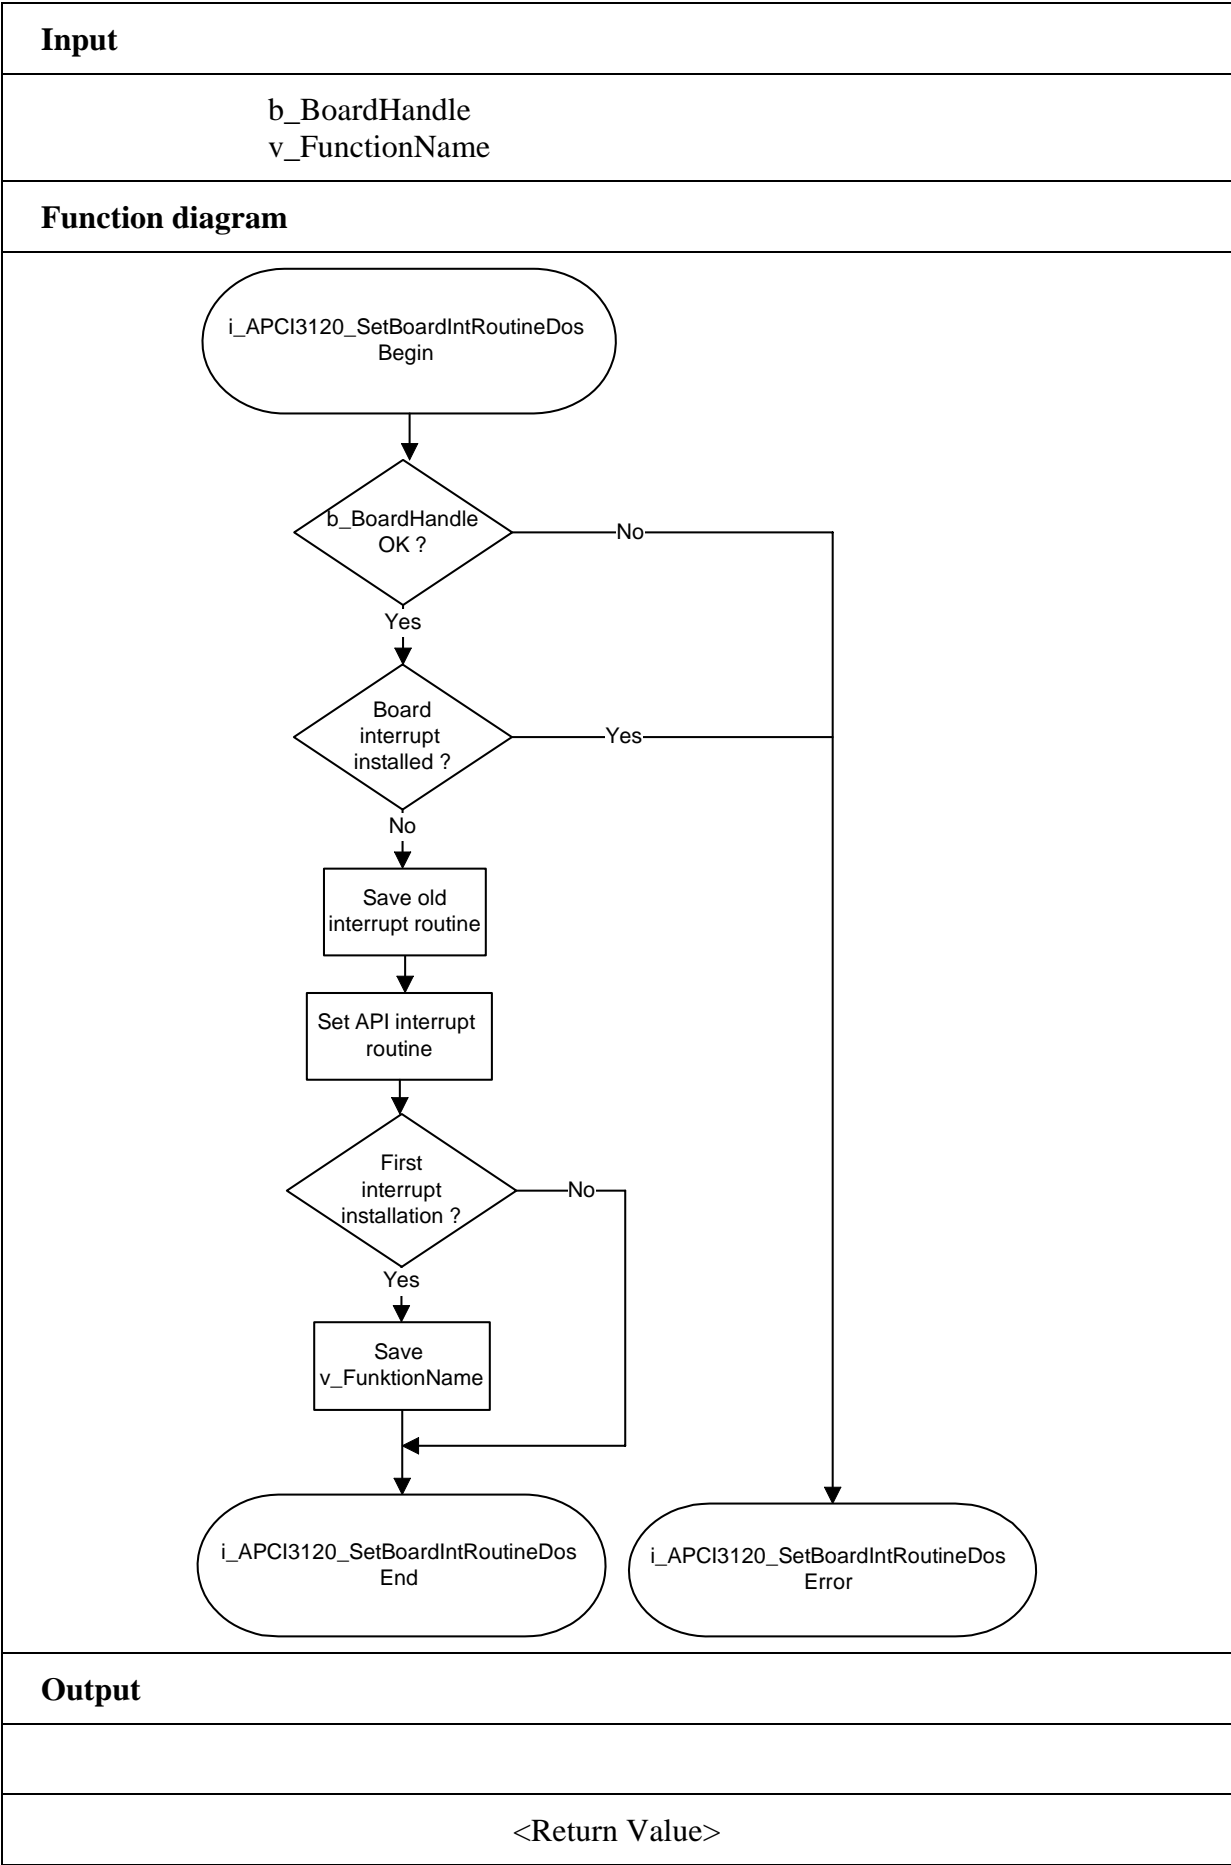 Input
b_BoardHandle
v_FunctionName
Function diagram
i_APCI3120_SetBoardIntRoutineDos
Begin
b_BoardHandle
OK ?
No
Yes
Board
interrupt
installed ?
Yes
No
Save old
interrupt routine
Set API interrupt
routine
First
interrupt
installation ?
No
Yes
Save
v_FunktionName
i_APCI3120_SetBoardIntRoutineDos
End
i_APCI3120_SetBoardIntRoutineDos
Error
Output
<Return Value>